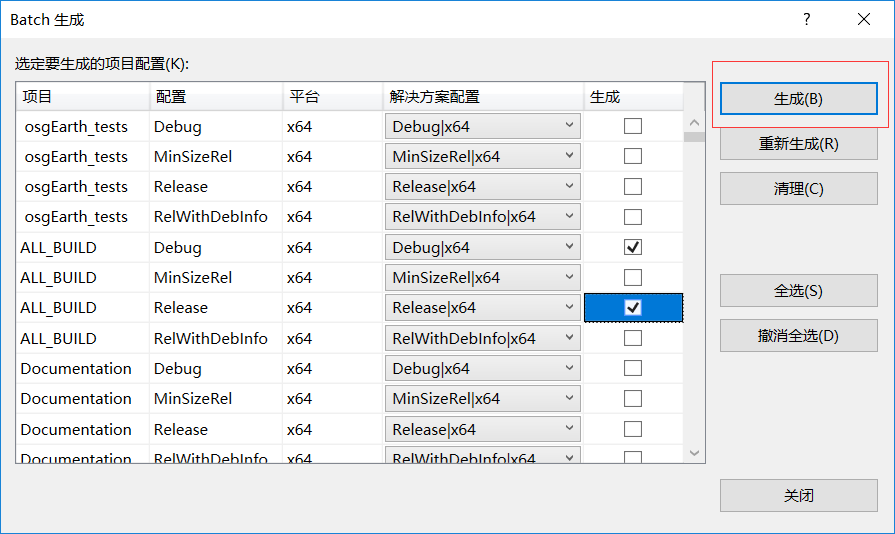 Batch 生成
?
选定要生成的项目配置(K):
项目 配置 平台 解决方案配置 生成
osgEarth_tests Debug x64 Debug|x64
osgEarth_tests MinSizeRel x64 MinSizeRel|x64
osgEarth_tests Release x64 Release|x64
osgEarth_tests RelWithDebInfo x64 RelWithDebInfo|x64
ALL_BUILD Debug x64 Debug|x64
ALL_BUILD MinSizeRel x64 MinSizeRel|x64
ALL_BUILD Release x64 Release|x64
ALL_BUILD RelWithDebInfo x64 RelWithDebInfo|x64
Documentation Debug x64 Debug|x64
Documentation MinSizeRel x64 MinSizeRel|x64
Documentation Release x64 Release|x64
Documentation RelWithDebInfo x64 RelWithDebInfo|x64
生成(B)
重新生成(R)
清理(C)
全选(S)
撤消全选(D)
关闭